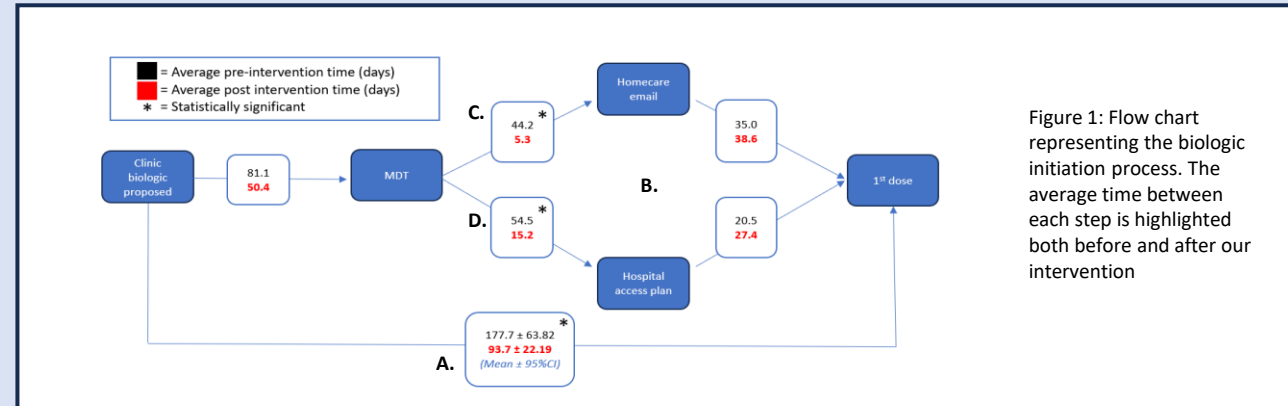 = Average pre-intervention time (days)
= Average post intervention time (days)
* = Statistically significant
Clinic
biologic
proposed
81.1
50.4
MDT
C.
44.2 *
5.3
Homecare
email
35.0
38.6
B.
D.
54.5 *
15.2
Hospital
access plan
20.5
27.4
1st dose
A.
177.7 ± 63.82 *
93.7 ± 22.19
(Mean ± 95%CI)
Figure 1: Flow chart
representing the biologic
initiation process. The
average time between
each step is highlighted
both before and after our
intervention